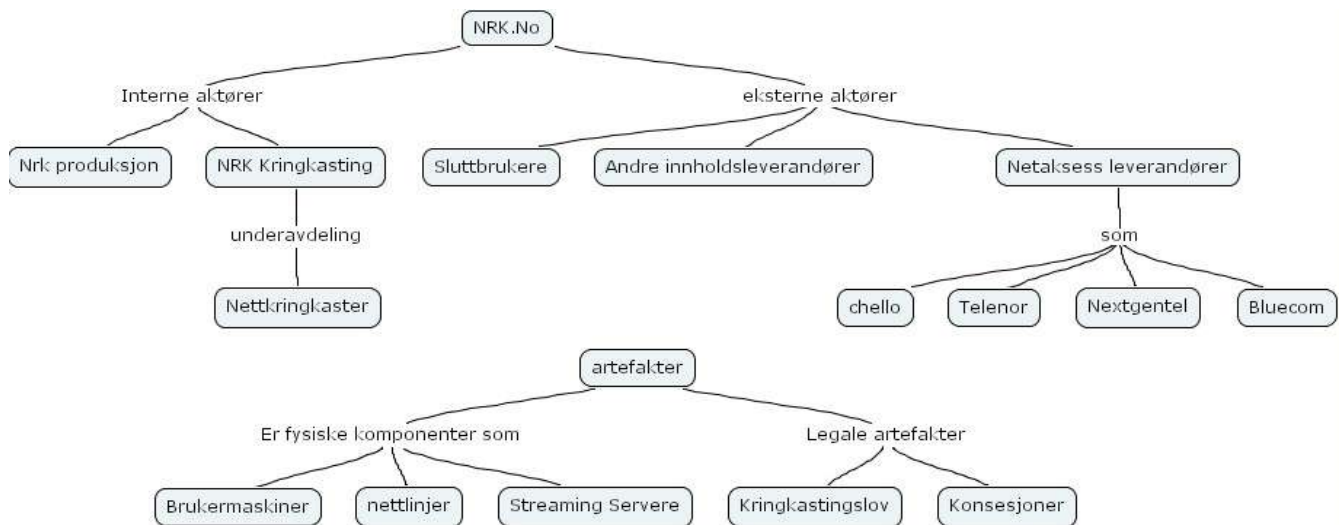 NRK.No
Interne aktører
eksterne aktører
Nrk produksjon
NRK Kringkasting
Sluttbrukere
Andre innholdsleverandører
Netaksess leverandører
underavdeling
som
Nettkringkaster
chello
Telenor
Nextgentel
Bluecom
artefakter
Er fysiske komponenter som
Legale artefakter
Brukermaskiner
nettlinjer
Streaming Servere
Kringkastingslov
Konsesjoner